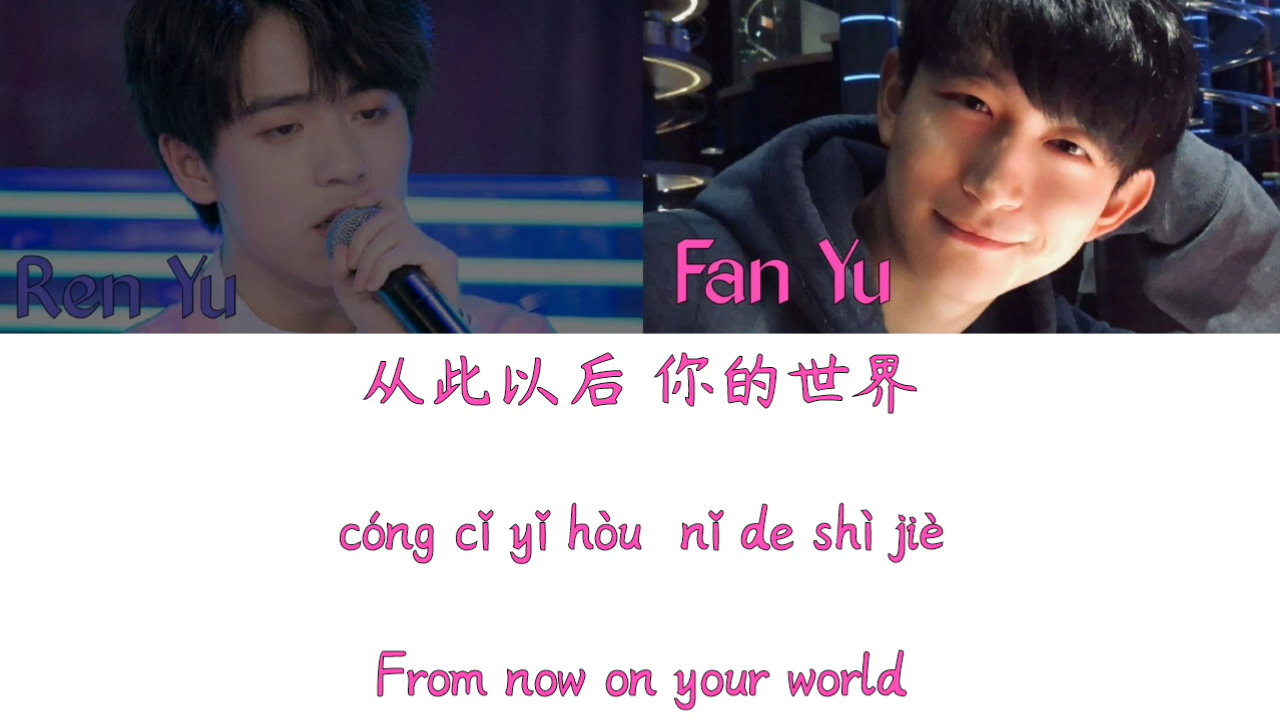 Ren Yu
Fan Yu
从此以后 你的世界
cóng cǐ yǐ hòu nǐ de shì jiè
From now on your world